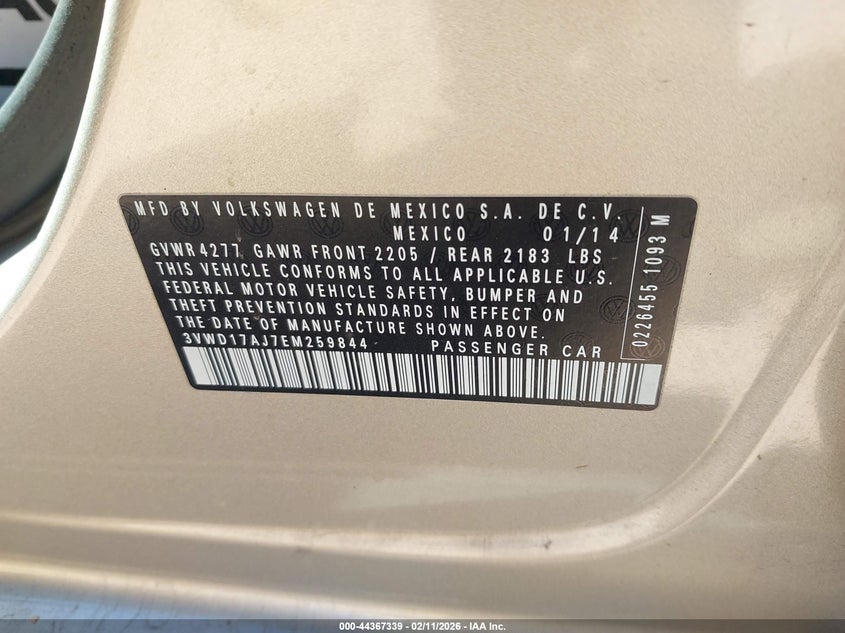 MFD BY VOLKSWAGEN DE MEXICO S.A. DE C.V.
MEXICO 01/14
GVWR 4277 GAWR FRONT 2205 / REAR 2183 LBS
THIS VEHICLE CONFORMS TO ALL APPLICABLE U.S.
FEDERAL MOTOR VEHICLE SAFETY, BUMPER AND
THEFT PREVENTION STANDARDS IN EFFECT ON
THE DATE OF MANUFACTURE SHOWN ABOVE.
3VWD17AJ7EM259844 PASSENGER CAR
0226455 1093 M
000-44367339 - 02/11/2026 - IAA Inc.